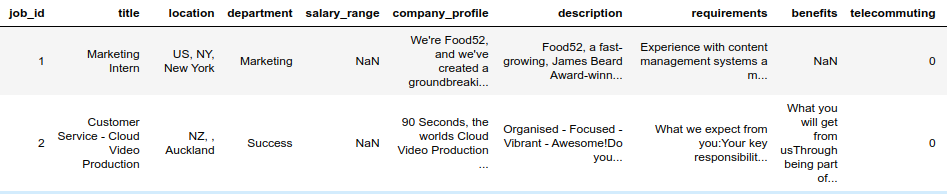 job_id title location department salary_range company_profile description requirements benefits telecommuting
We're Food52,
and we've
created a
groundbreaki...
1
Marketing
Intern
US, NY,
New York
Marketing
NaN
Food52, a fast-
growing, James Beard
Award-winn...
Experience with content
management systems a
m...
NaN
0
2
Customer
Service - Cloud
Video
Production
NZ, ,
Auckland
Success
NaN
90 Seconds, the
worlds Cloud
Video Production
...
Organised - Focused -
Vibrant - Awesome!Do
you...
What we expect from
you:Your key
responsibilit...
What you
will get
from
usThrough
being part
of...
0